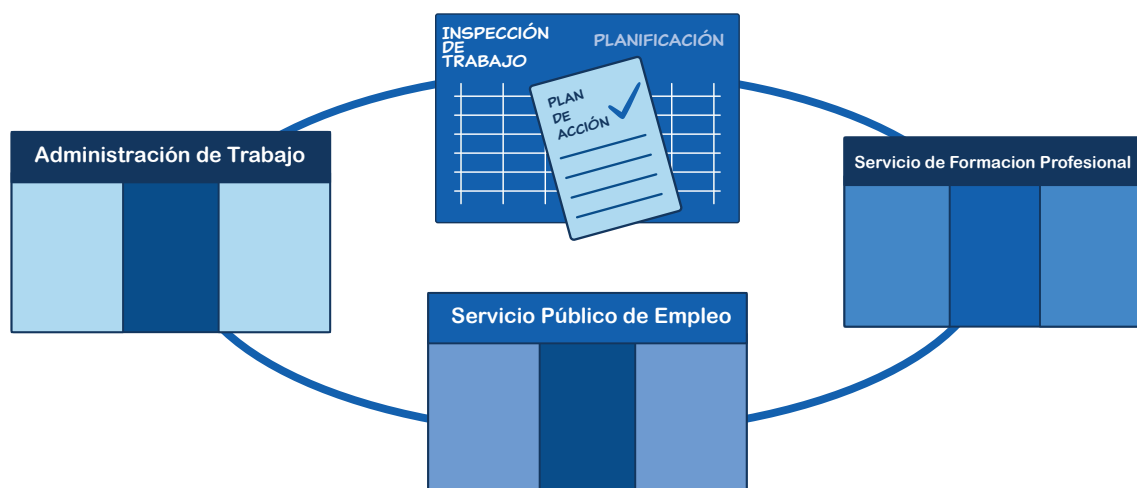 INSPECCIÓN
DE
TRABAJO
PLANIFICACIÓN
PLAN
DE
ACCIÓN
Administración de Trabajo
Servicio de Formacion Profesional
Servicio Público de Empleo